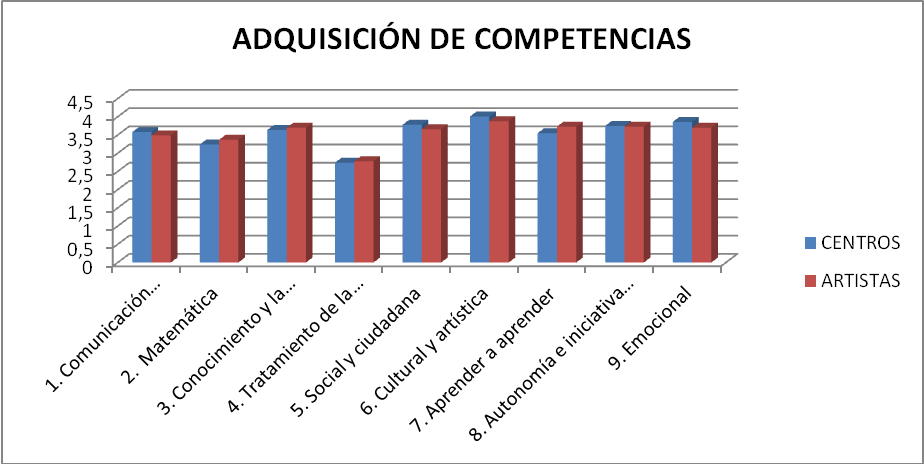 ADQUISICIÓN DE COMPETENCIAS
4,5
4
3,5
3
2,5
2
1,5
1
0,5
0
1. Comunicación...
2. Matemática
3. Conocimiento y la...
4. Tratamiento de la...
5. Social y ciudadana
6. Cultural y artística
7. Aprender a aprender
8. Autonomía e iniciativa...
9. Emocional
CENTROS
ARTISTAS